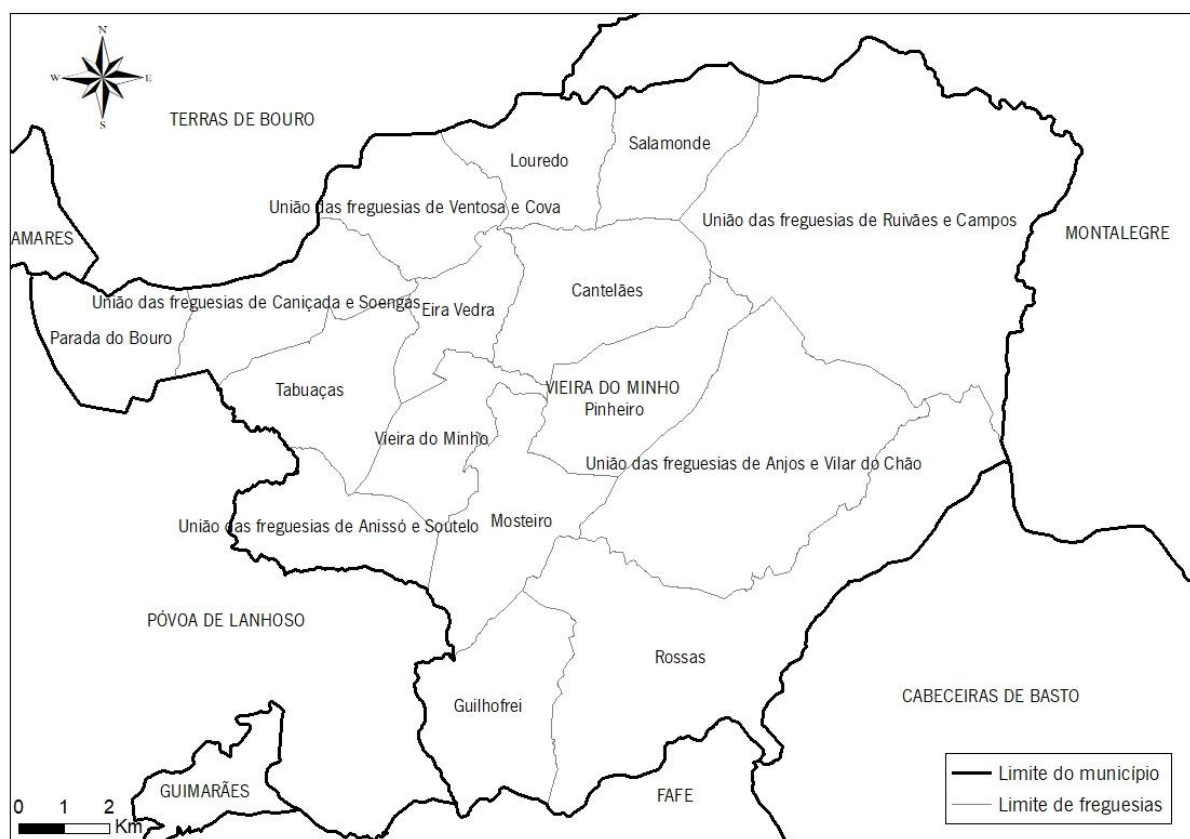 N
W
E
S
TERRAS DE BOURO
Salamonde
Louredo
União das freguesias de Ventosa e Cova
União das freguesias de Ruivães e Campos
MONTALEGRE
AMARES
Cantelães
União das freguesias de Caniçada e Soengas
Eira Vedra
Parada do Bouro
VIEIRA DO MINHO
Tabuaças
Pinheiro
Vieira do Minho
União das freguesias de Anjos e Vilar do Chão
União das freguesias de Anissó e Soutelo
Mosteiro
PÓVOA DE LANHOSO
Rossas
Guilhofrei
CABECEIRAS DE BASTO
GUIMARÃES
FAFE
Limite do município
Limite de freguesias
0 1 2
Km